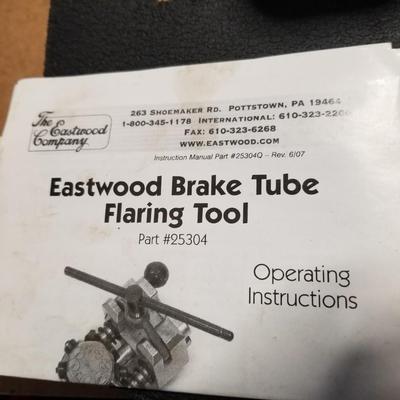 The
Eastwood
Company
263 Shoemaker Rd. Pottstown, PA 19464
1-800-345-1178 International: 610-323-2200
Fax: 610-323-6268
www.eastwood.com
Instruction Manual Part #25304Q – Rev. 6/07
Eastwood Brake Tube
Flaring Tool
Part #25304
Operating
Instructions